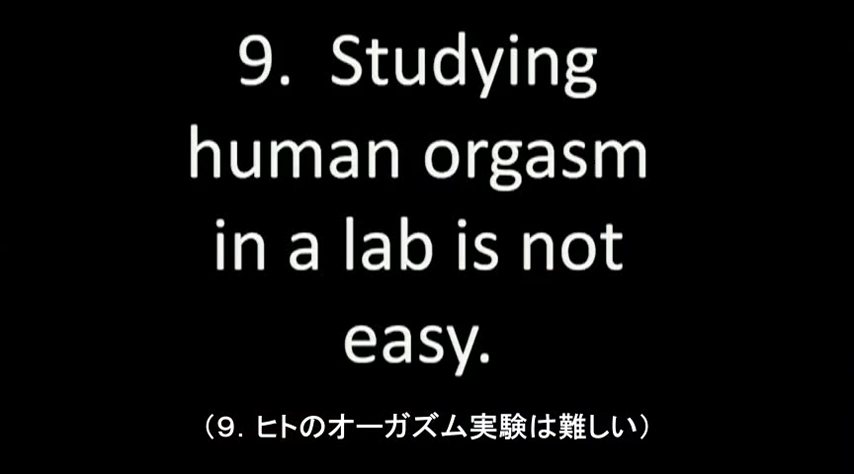 9. Studying
human orgasm
in a lab is not
easy.
（9．ヒトのオーガズム実験は難しい）